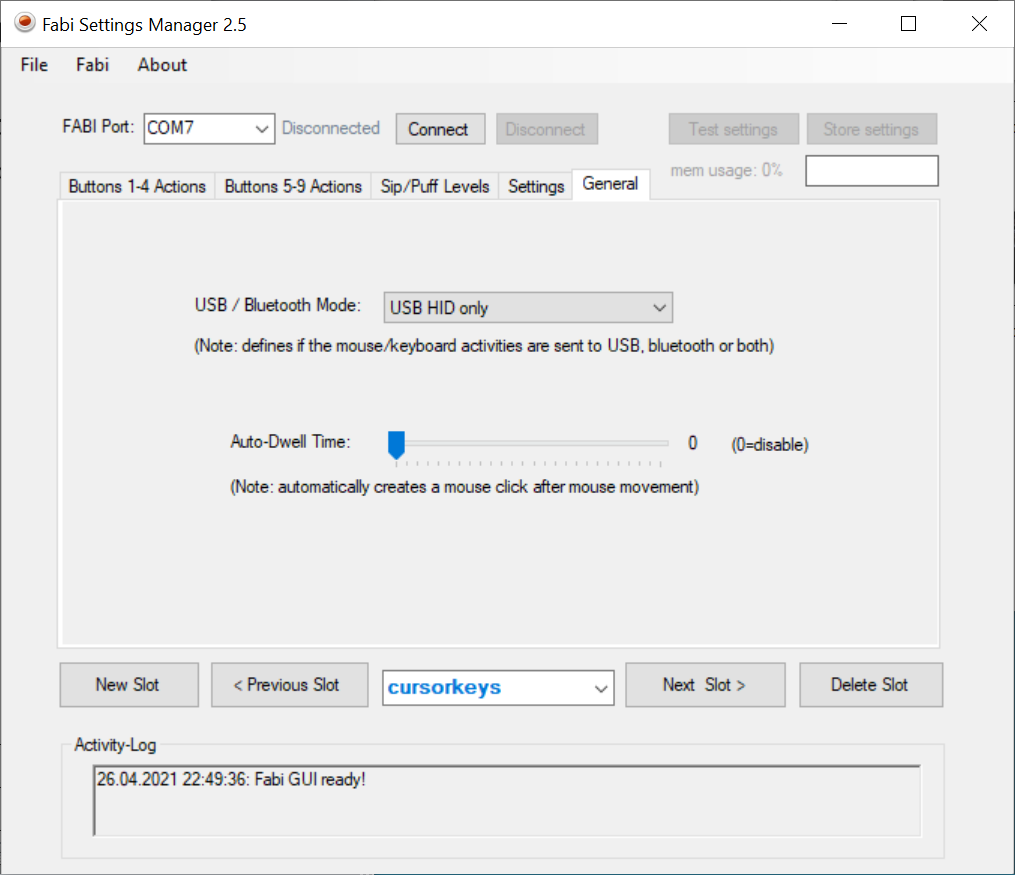 Fabi Settings Manager 2.5
File Fabi About
FABI Port: COM7 Disconnected Connect Disconnect Test settings Store settings
mem usage: 0%
Buttons 1-4 Actions Buttons 5-9 Actions Sip/Puff Levels Settings General
USB / Bluetooth Mode: USB HID only
(Note: defines if the mouse/keyboard activities are sent to USB, bluetooth or both)
Auto-Dwell Time: 0 (0=disable)
(Note: automatically creates a mouse click after mouse movement)
New Slot < Previous Slot cursorkeys Next Slot > Delete Slot
Activity-Log
26.04.2021 22:49:36: Fabi GUI ready!